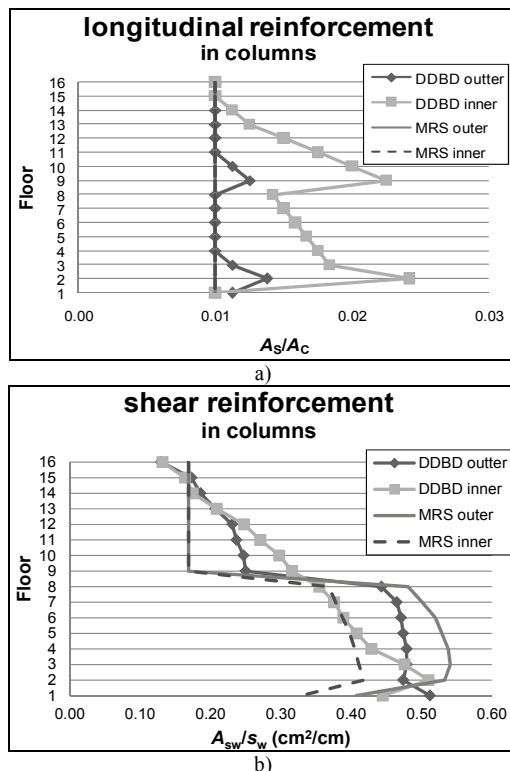 longitudinal reinforcement
in columns
DDBD outter
DDBD inner
MRS outer
MRS inner
Floor
16
15
14
13
12
11
10
9
8
7
6
5
4
3
2
1
0.00 0.01 0.02 0.03
AS/AC
a)
shear reinforcement
in columns
DDBD outter
DDBD inner
MRS outer
MRS inner
Floor
16
15
14
13
12
11
10
9
8
7
6
5
4
3
2
1
0.00 0.10 0.20 0.30 0.40 0.50 0.60
Asw/sw (cm²/cm)
b)